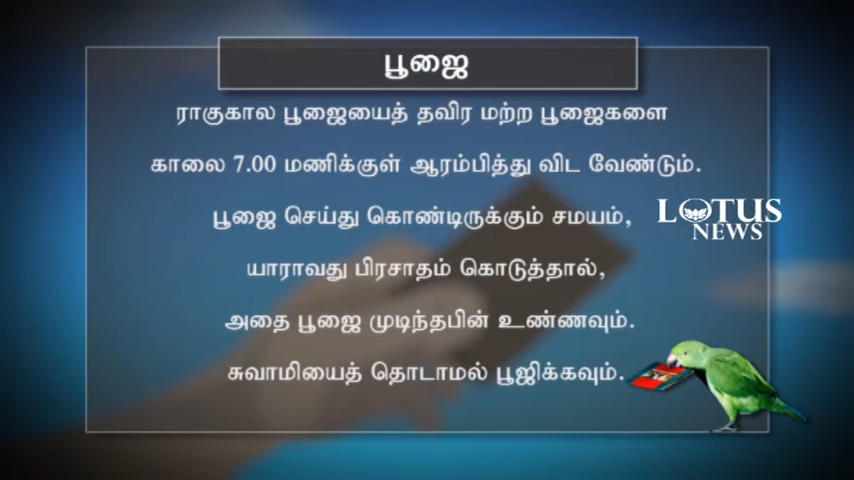 பூஜை
ராகுகால பூஜையைத் தவிர மற்ற பூஜைகளை
காலை 7.00 மணிக்குள் ஆரம்பித்து விட வேண்டும்.
பூஜை செய்து கொண்டிருக்கும் சமயம்,
LOTUS
NEWS
யாராவது பிரசாதம் கொடுத்தால்,
அதை பூஜை முடிந்தபின் உண்ணவும்.
சுவாமியைத் தொடாமல் பூஜிக்கவும்.